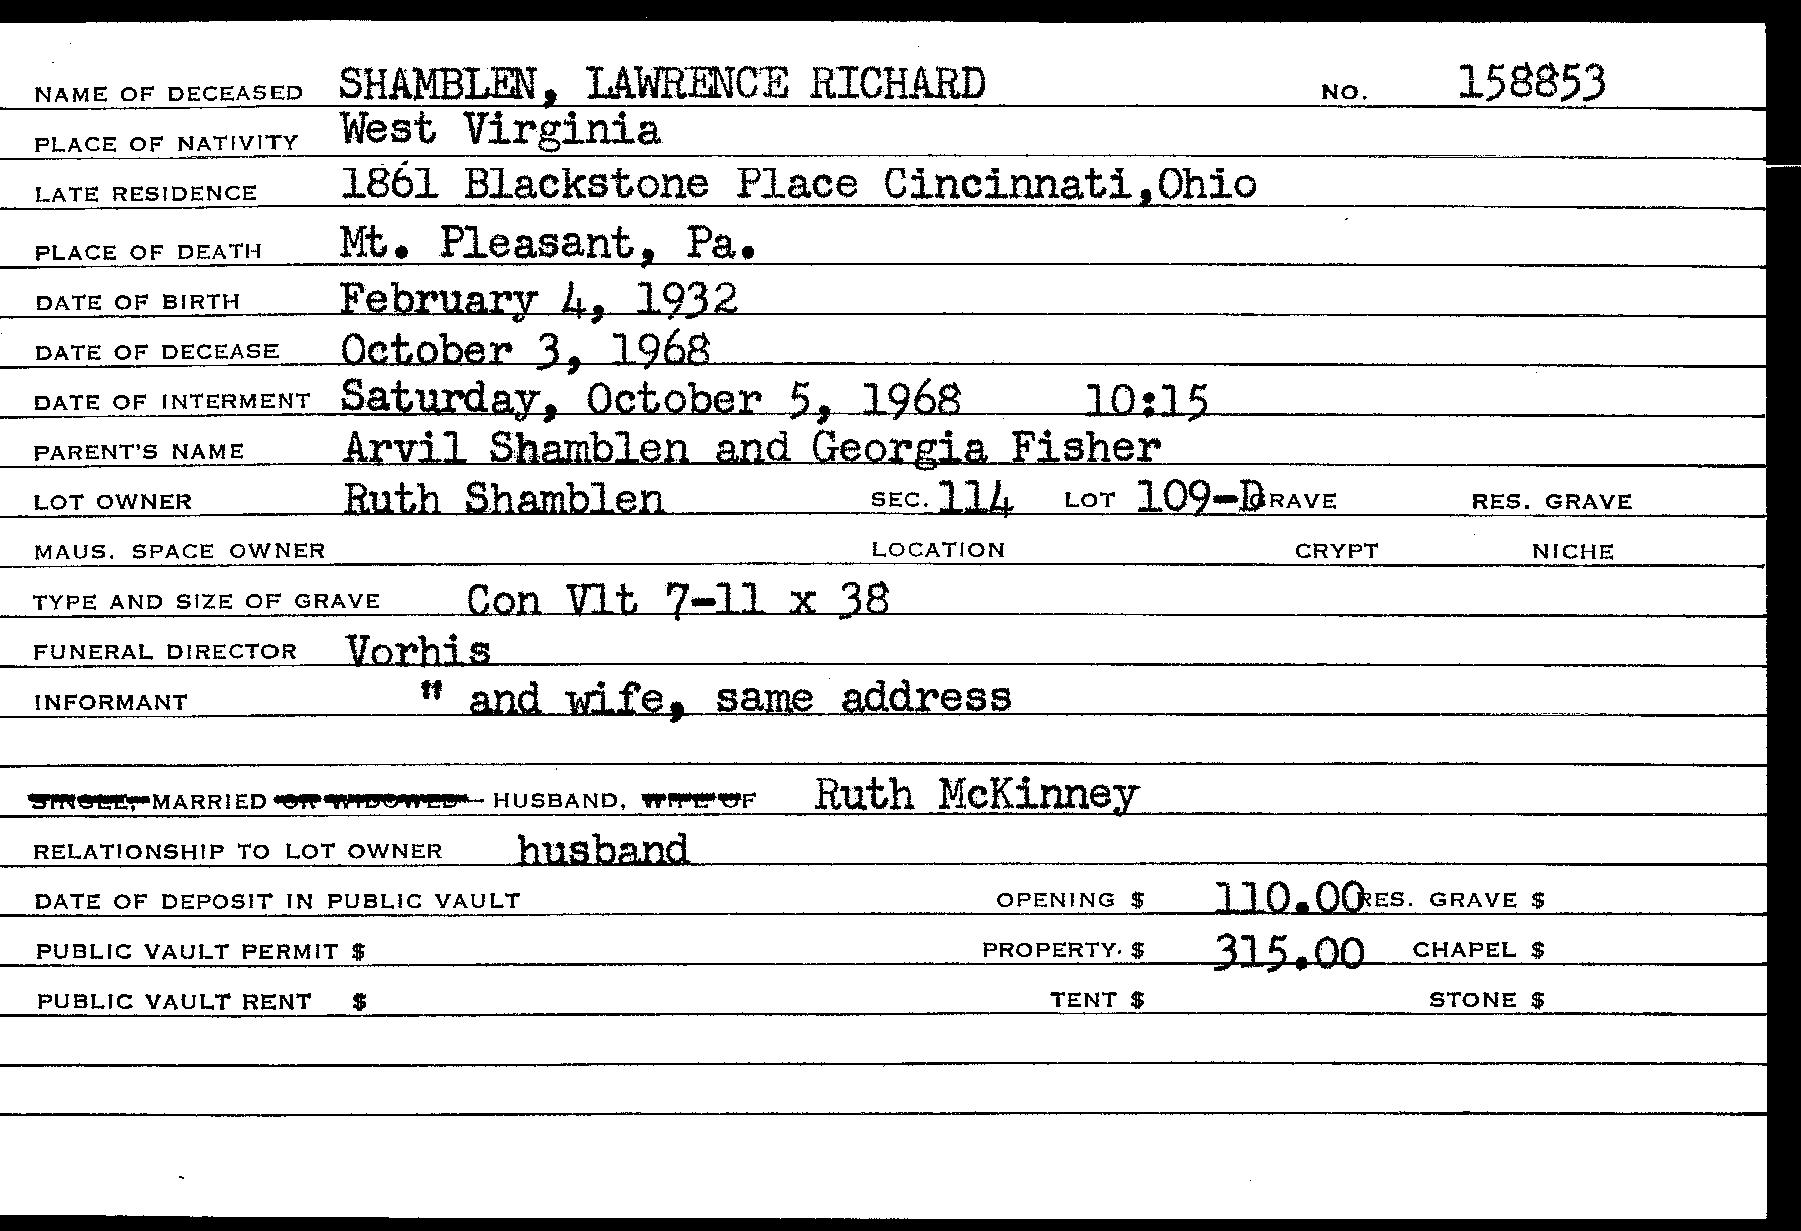 NAME OF DECEASED SHAMBLEN, LAWRENCE RICHARD NO. 158853
PLACE OF NATIVITY West Virginia
LATE RESIDENCE 1861 Blackstone Place Cincinnati,Ohio
PLACE OF DEATH Mt. Pleasant, Pa.
DATE OF BIRTH February 4, 1932
DATE OF DECEASE October 3, 1968
DATE OF INTERMENT Saturday, October 5, 1968 10:15
PARENT'S NAME Arvil Shamblen and Georgia Fisher
LOT OWNER Ruth Shamblen SEC. 114 LOT 109-D GRAVE RES. GRAVE
MAUS. SPACE OWNER LOCATION CRYPT NICHE
TYPE AND SIZE OF GRAVE Con Vlt 7-11 x 38
FUNERAL DIRECTOR Vorhis
INFORMANT " and wife, same address
SINGLE, MARRIED OR WIDOWED HUSBAND, WIFE OF Ruth McKinney
RELATIONSHIP TO LOT OWNER husband
DATE OF DEPOSIT IN PUBLIC VAULT OPENING $ 110.00 RES. GRAVE $
PUBLIC VAULT PERMIT $ PROPERTY $ 315.00 CHAPEL $
PUBLIC VAULT RENT $ TENT $ STONE $